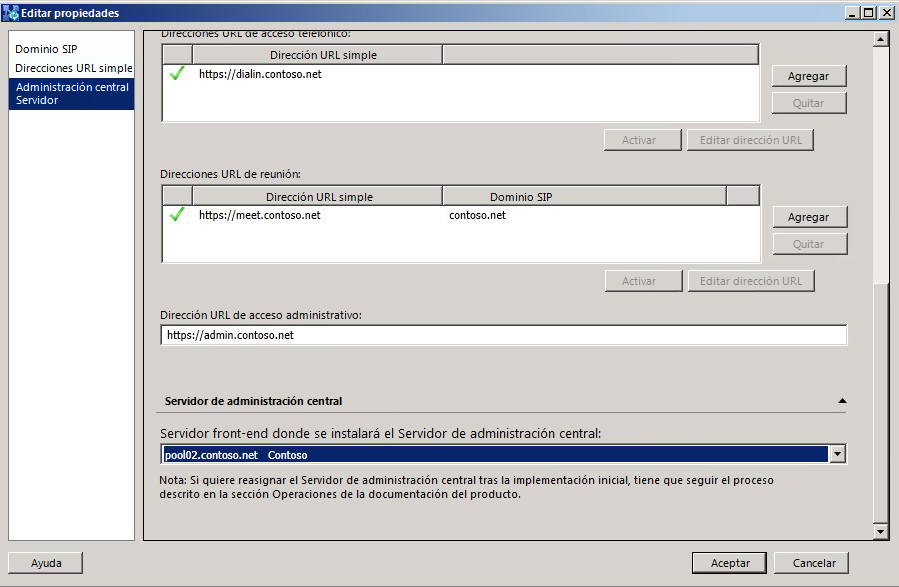 Editar propiedades
Dominio SIP
Direcciones URL simple
Administración central
Servidor
Direcciones URL de acceso telefónico:
Dirección URL simple
https://dialin.contoso.net
Agregar
Quitar
Activar
Editar dirección URL
Direcciones URL de reunión:
Dirección URL simple
Dominio SIP
https://meet.contoso.net
contoso.net
Agregar
Quitar
Activar
Editar dirección URL
Dirección URL de acceso administrativo:
https://admin.contoso.net
Servidor de administración central
Servidor front-end donde se instalará el Servidor de administración central:
pool02.contoso.net Contoso
Nota: Si quiere reasignar el Servidor de administración central tras la implementación inicial, tiene que seguir el proceso
descrito en la sección Operaciones de la documentación del producto.
Ayuda
Aceptar
Cancelar